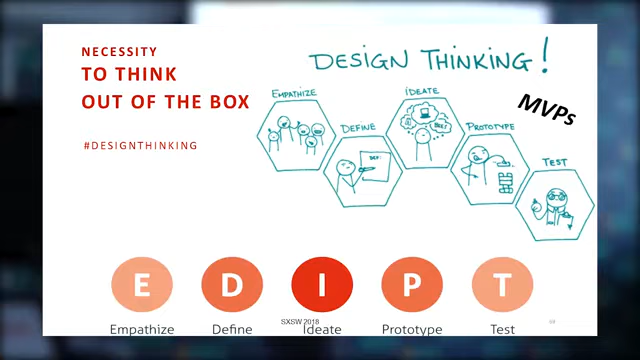 NECESSITY
TO THINK
OUT OF THE BOX
#DESIGNTHINKING
DESIGN THINKING!
EMPATHIZE
DEFINE
IDEATE
PROTOTYPE
TEST
MVPs
DEF:
E D I P T
Empathize Define Ideate Prototype Test
SXSW 2018